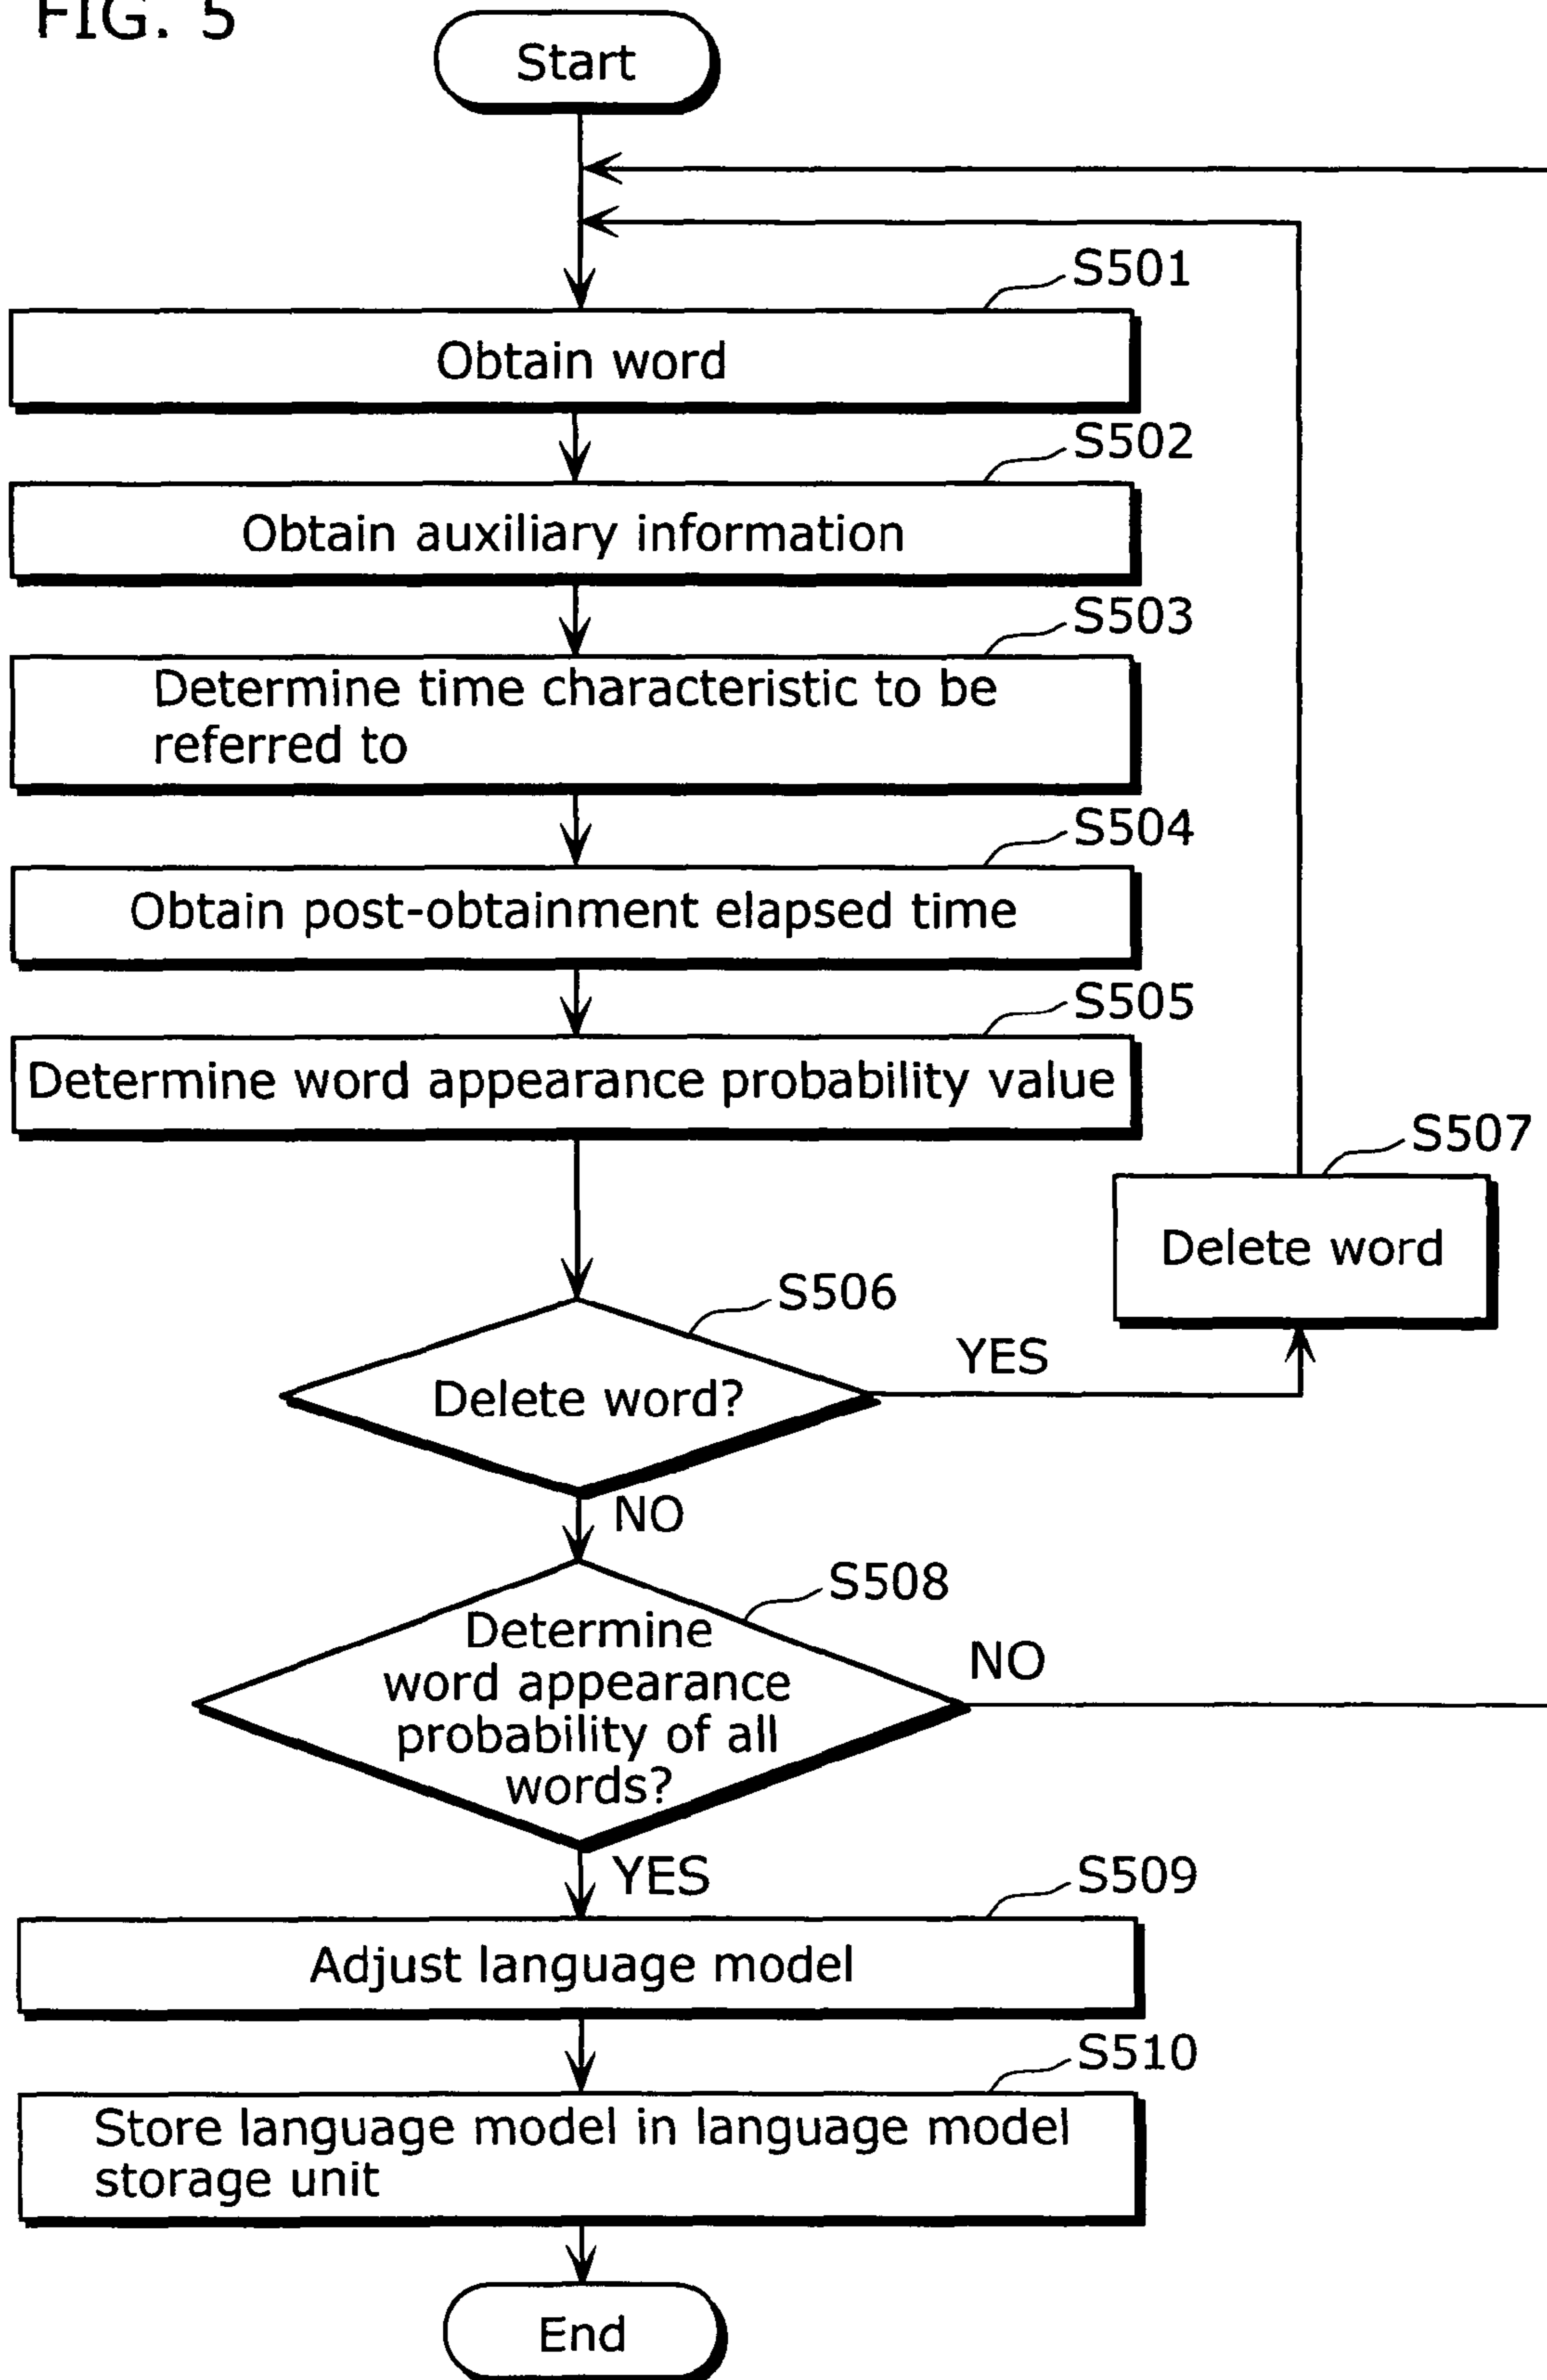 FIG. 5
Start
S501
Obtain word
S502
Obtain auxiliary information
S503
Determine time characteristic to be
referred to
S504
Obtain post-obtainment elapsed time
S505
Determine word appearance probability value
S507
Delete word
S506
YES
Delete word?
NO
S508
Determine
word appearance
probability of all
words?
NO
YES
S509
Adjust language model
S510
Store language model in language model
storage unit
End